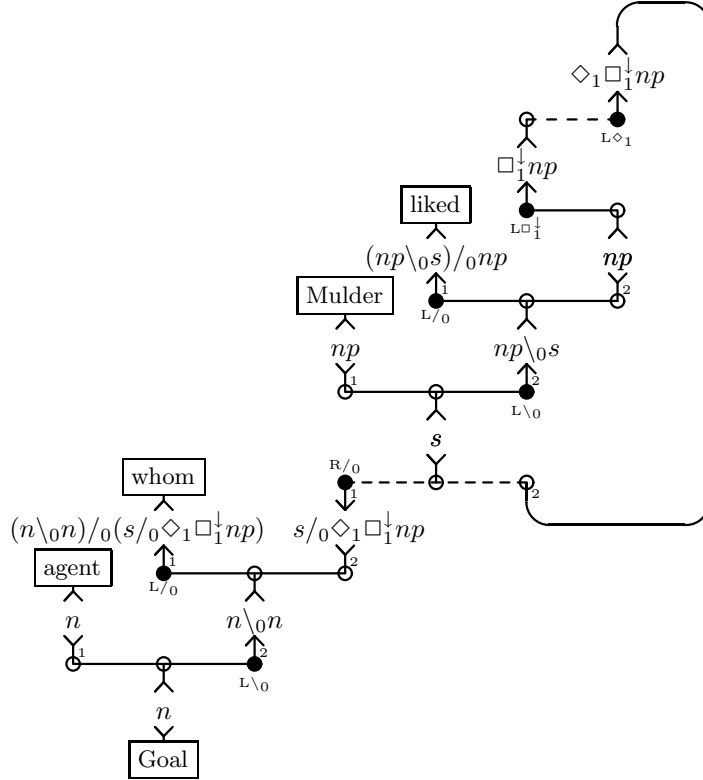 ◇₁□₁↓np
L◇₁
□₁↓np
liked
L□₁↓
(np\₀s)/₀np
np
Mulder
1
L/₀
2
np
np\₀s
1
2
L\₀
s
R/₀
whom
1
2
(n\₀n)/₀(s/₀◇₁□₁↓np) s/₀◇₁□₁↓np
agent
1
L/₀
2
n
n\₀n
1
2
L\₀
n
Goal